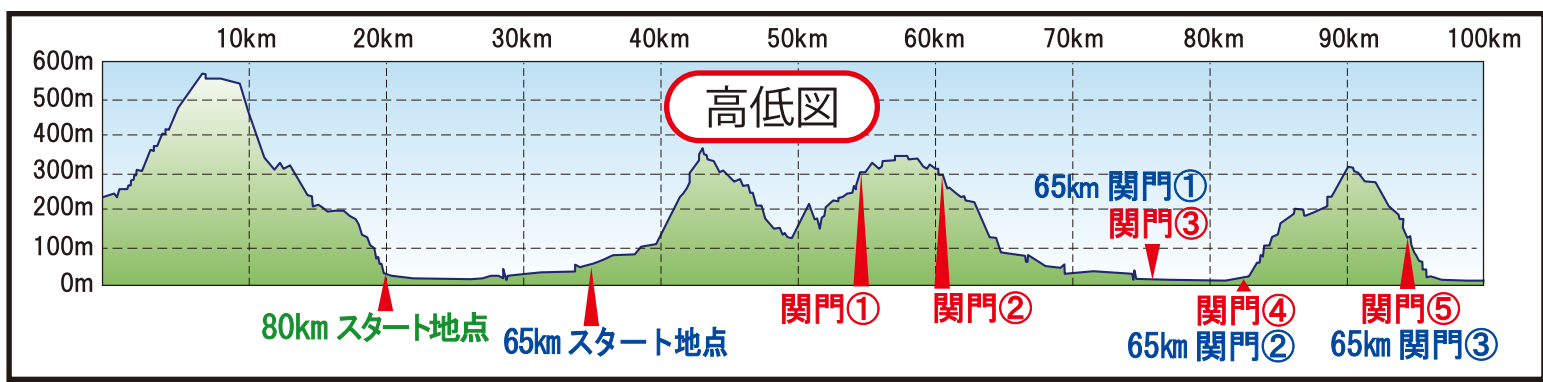 10km 20km 30km 40km 50km 60km 70km 80km 90km 100km
600m
500m
400m
300m
200m
100m
0m
高低図
65km 関門①
関門③
80km スタート地点
65km スタート地点
関門①
関門②
関門④
65km 関門②
関門⑤
65km 関門③